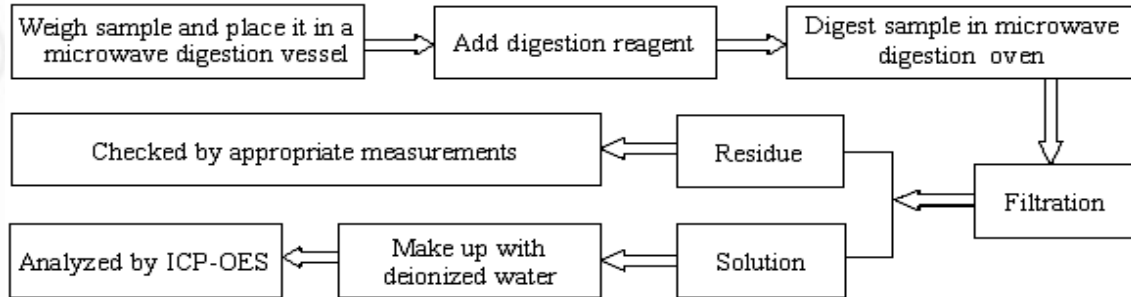 Weigh sample and place it in a
microwave digestion vessel
Add digestion reagent
Digest sample in microwave
digestion oven
Filtration
Residue
Checked by appropriate measurements
Solution
Make up with
deionized water
Analyzed by ICP-OES